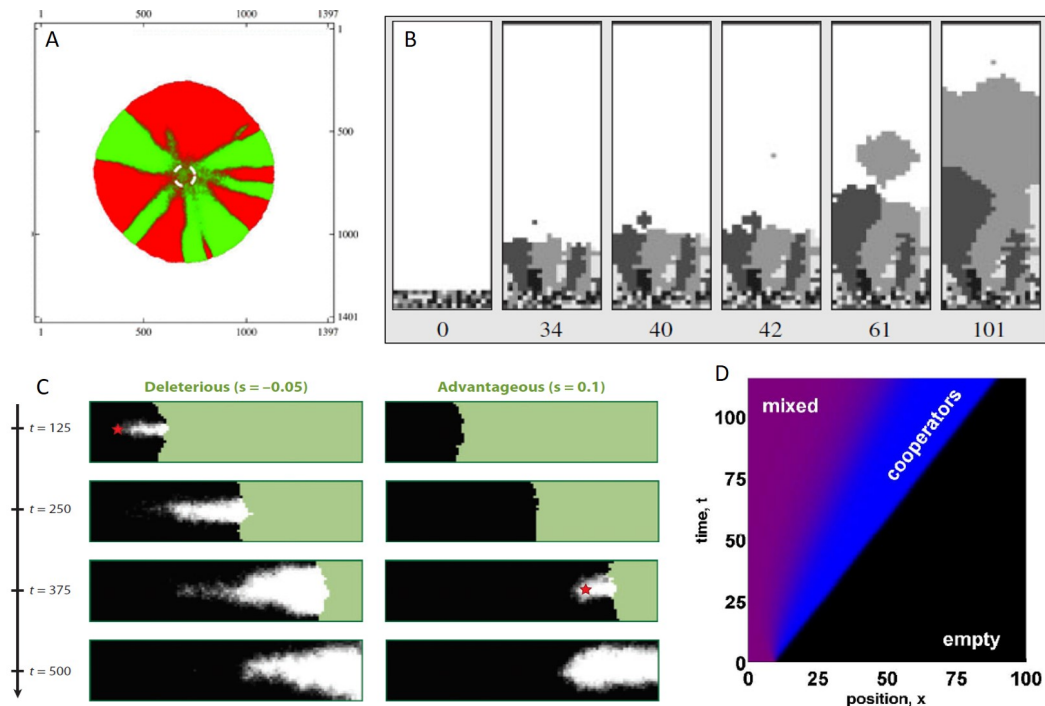 A
1
500
1000
1397
1
500
1000
1401
1
500
1000
1397
B
0
34
40
42
61
101
C
Deleterious (s = –0.05)
Advantageous (s = 0.1)
t = 125
t = 250
t = 375
t = 500
D
mixed
cooperators
empty
time, t
100
75
50
25
0
0
25
50
75
100
position, x